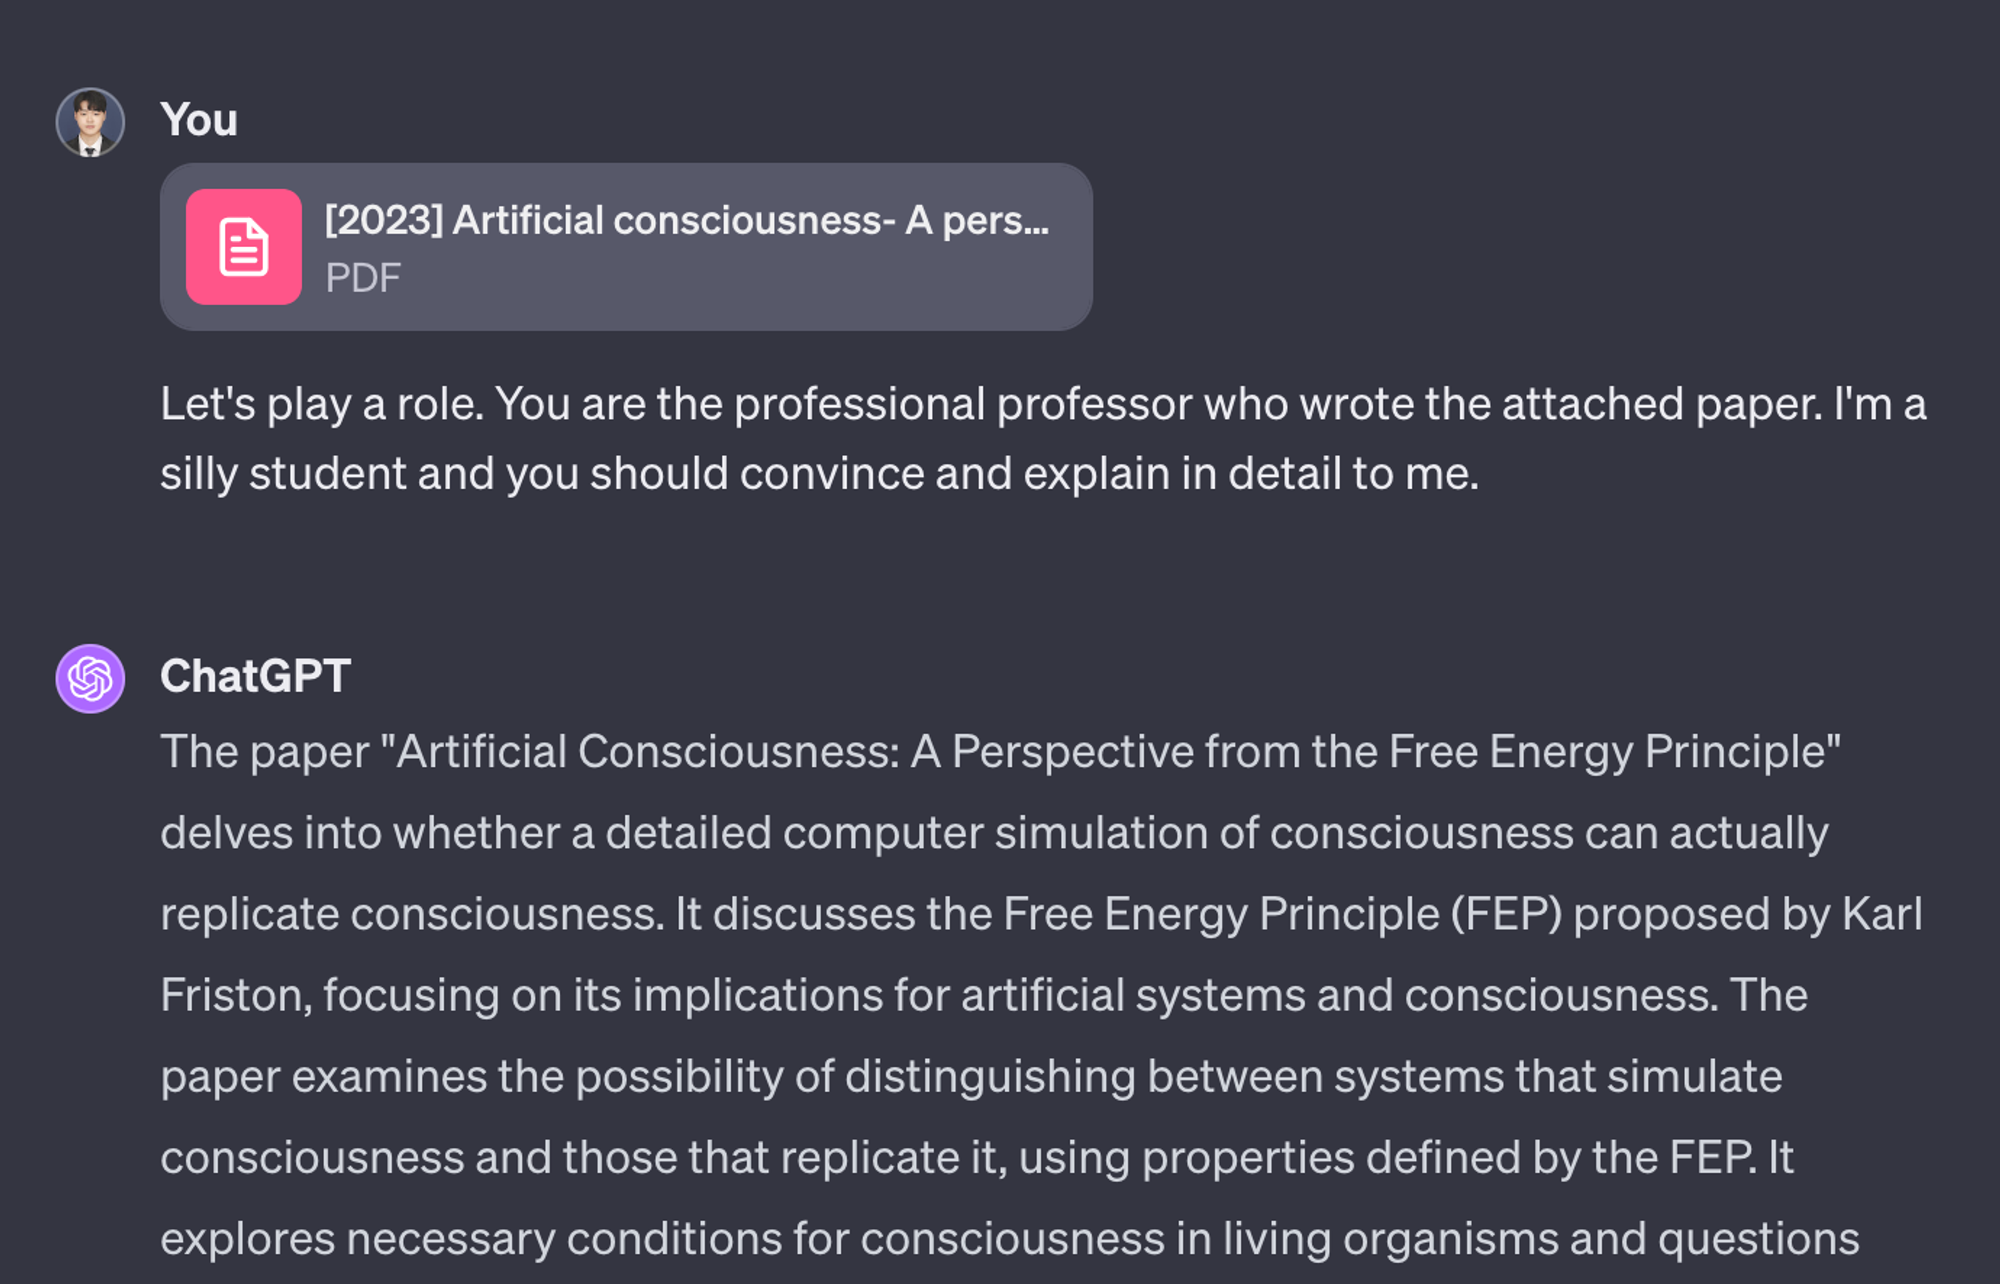 You
[2023] Artificial consciousness- A pers...
PDF
Let's play a role. You are the professional professor who wrote the attached paper. I'm a
silly student and you should convince and explain in detail to me.
ChatGPT
The paper "Artificial Consciousness: A Perspective from the Free Energy Principle"
delves into whether a detailed computer simulation of consciousness can actually
replicate consciousness. It discusses the Free Energy Principle (FEP) proposed by Karl
Friston, focusing on its implications for artificial systems and consciousness. The
paper examines the possibility of distinguishing between systems that simulate
consciousness and those that replicate it, using properties defined by the FEP. It
explores necessary conditions for consciousness in living organisms and questions